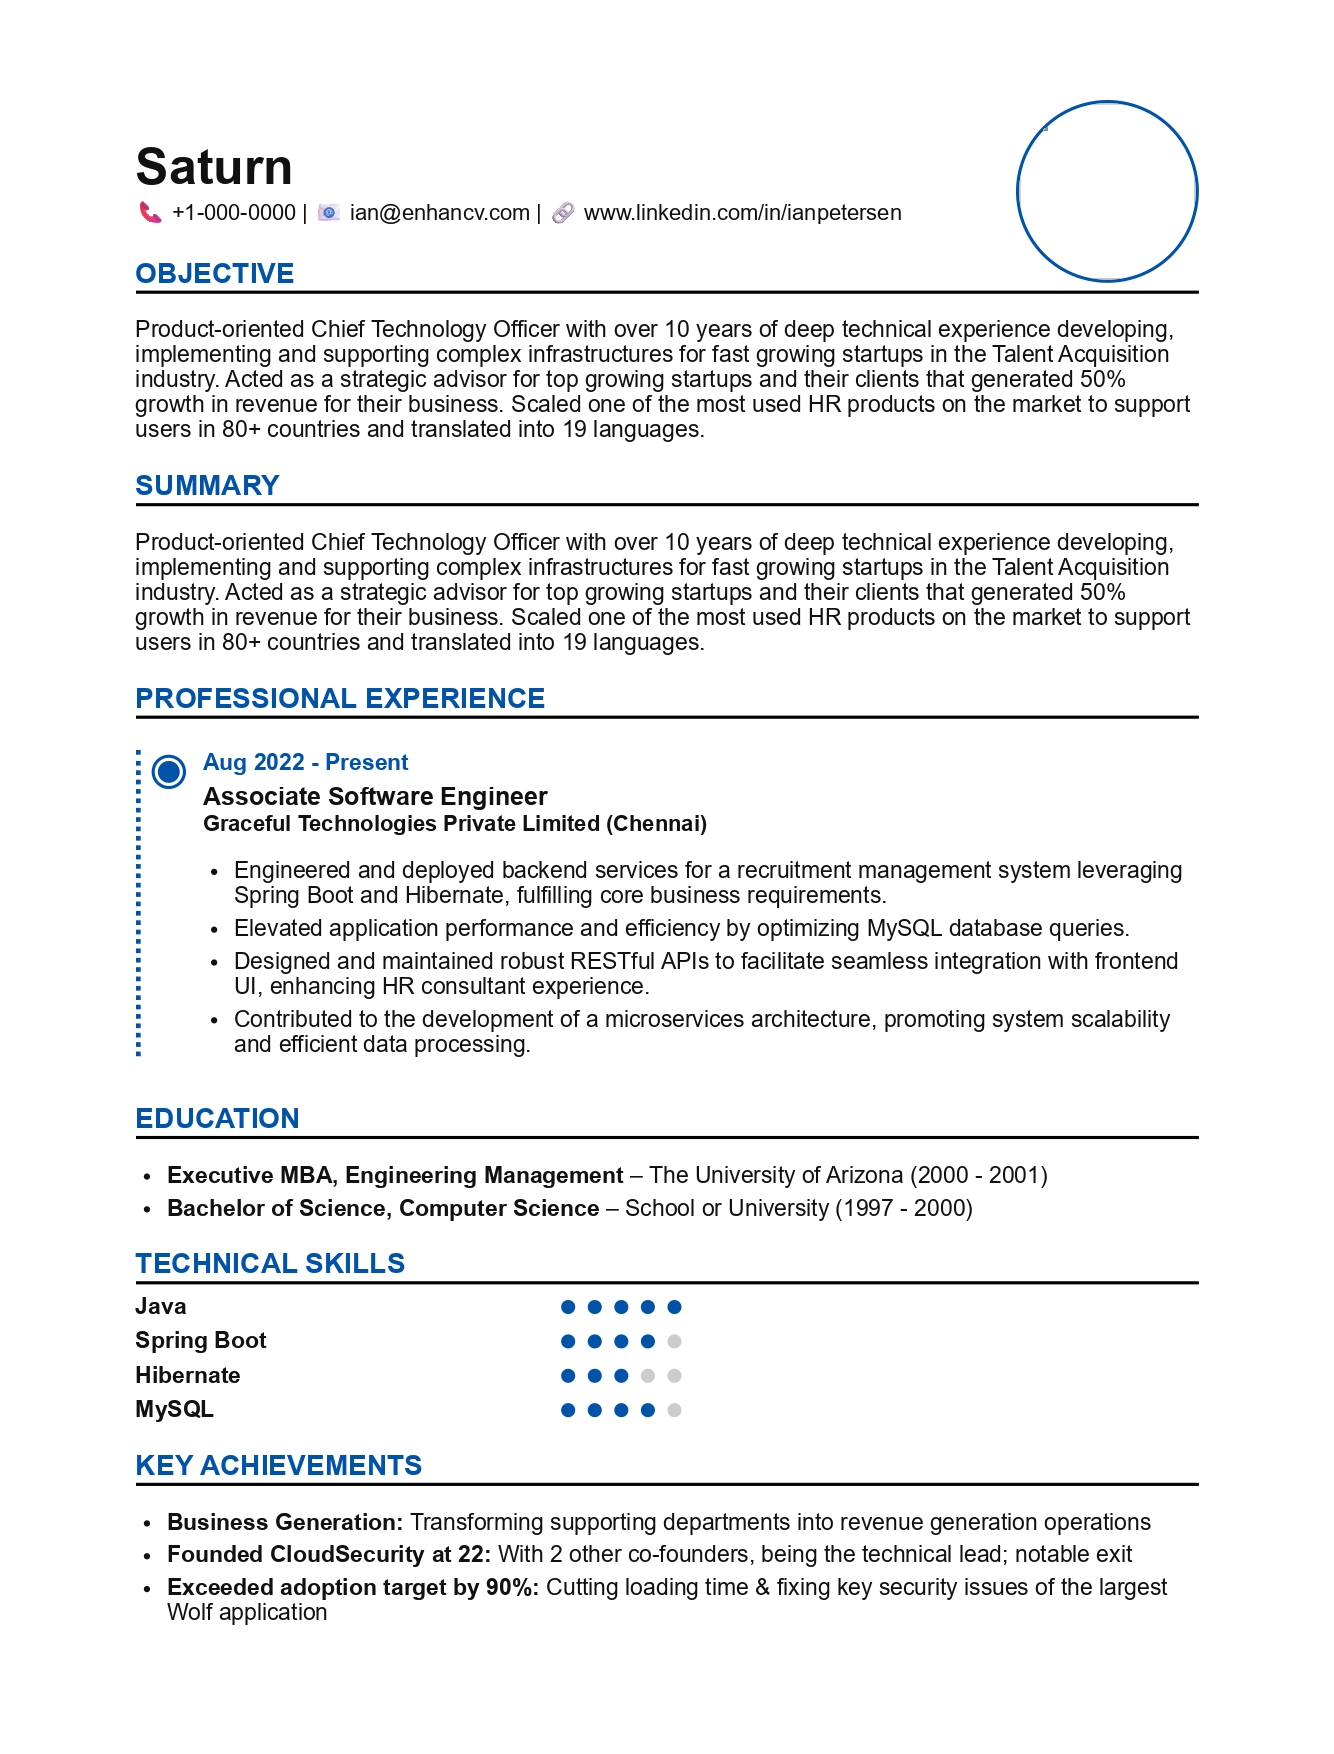 Saturn
+1-000-0000 | ian@enhancv.com | www.linkedin.com/in/ianpetersen
OBJECTIVE
Product-oriented Chief Technology Officer with over 10 years of deep technical experience developing,
implementing and supporting complex infrastructures for fast growing startups in the Talent Acquisition
industry. Acted as a strategic advisor for top growing startups and their clients that generated 50%
growth in revenue for their business. Scaled one of the most used HR products on the market to support
users in 80+ countries and translated into 19 languages.
SUMMARY
Product-oriented Chief Technology Officer with over 10 years of deep technical experience developing,
implementing and supporting complex infrastructures for fast growing startups in the Talent Acquisition
industry. Acted as a strategic advisor for top growing startups and their clients that generated 50%
growth in revenue for their business. Scaled one of the most used HR products on the market to support
users in 80+ countries and translated into 19 languages.
PROFESSIONAL EXPERIENCE
Aug 2022 - Present
Associate Software Engineer
Graceful Technologies Private Limited (Chennai)
• Engineered and deployed backend services for a recruitment management system leveraging
Spring Boot and Hibernate, fulfilling core business requirements.
• Elevated application performance and efficiency by optimizing MySQL database queries.
• Designed and maintained robust RESTful APIs to facilitate seamless integration with frontend
UI, enhancing HR consultant experience.
• Contributed to the development of a microservices architecture, promoting system scalability
and efficient data processing.
EDUCATION
• Executive MBA, Engineering Management – The University of Arizona (2000 - 2001)
• Bachelor of Science, Computer Science – School or University (1997 - 2000)
TECHNICAL SKILLS
Java
Spring Boot
Hibernate
MySQL
KEY ACHIEVEMENTS
• Business Generation: Transforming supporting departments into revenue generation operations
• Founded CloudSecurity at 22: With 2 other co-founders, being the technical lead; notable exit
• Exceeded adoption target by 90%: Cutting loading time & fixing key security issues of the largest
Wolf application